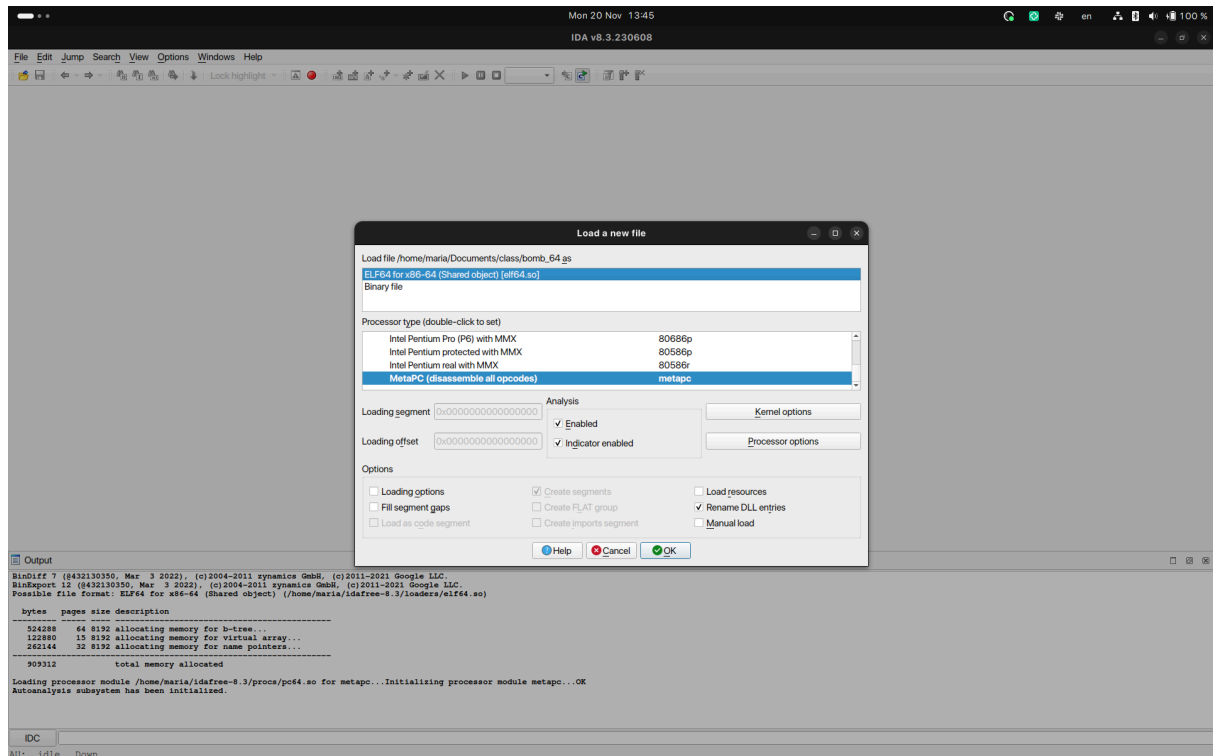 Mon 20 Nov 13:45
en
100 %
IDA v8.3.230608
File Edit Jump Search View Options Windows Help
Lock highlight
Load a new file
Load file /home/maria/Documents/class/bomb_64 as
ELF64 for x86-64 (Shared object) [elf64.so]
Binary file
Processor type (double-click to set)
Intel Pentium Pro (P6) with MMX 80686p
Intel Pentium protected with MMX 80586p
Intel Pentium real with MMX 80586r
MetaPC (disassemble all opcodes) metapc
Analysis
Loading segment 0x0000000000000000
Enabled
Kernel options
Loading offset 0x0000000000000000
Indicator enabled
Processor options
Options
Loading options Create segments Load resources
Fill segment gaps Create FLAT group Rename DLL entries
Load as code segment Create imports segment Manual load
Help Cancel OK
Output
BinDiff 7 (@432130350, Mar 3 2022), (c)2004-2011 zynamics GmbH, (c)2011-2021 Google LLC.
BinExport 12 (@432130350, Mar 3 2022), (c)2004-2011 zynamics GmbH, (c)2011-2021 Google LLC.
Possible file format: ELF64 for x86-64 (Shared object) (/home/maria/idafree-8.3/loaders/elf64.so)
bytes pages size description
--------- ----- ---- --------------------------------------------
524288 64 8192 allocating memory for b-tree...
122880 15 8192 allocating memory for virtual array...
262144 32 8192 allocating memory for name pointers...
-----------------------------------------------------------------
909312 total memory allocated
Loading processor module /home/maria/idafree-8.3/procs/pc64.so for metapc...Initializing processor module metapc...OK
Autoanalysis subsystem has been initialized.
IDC
AU: idle Down